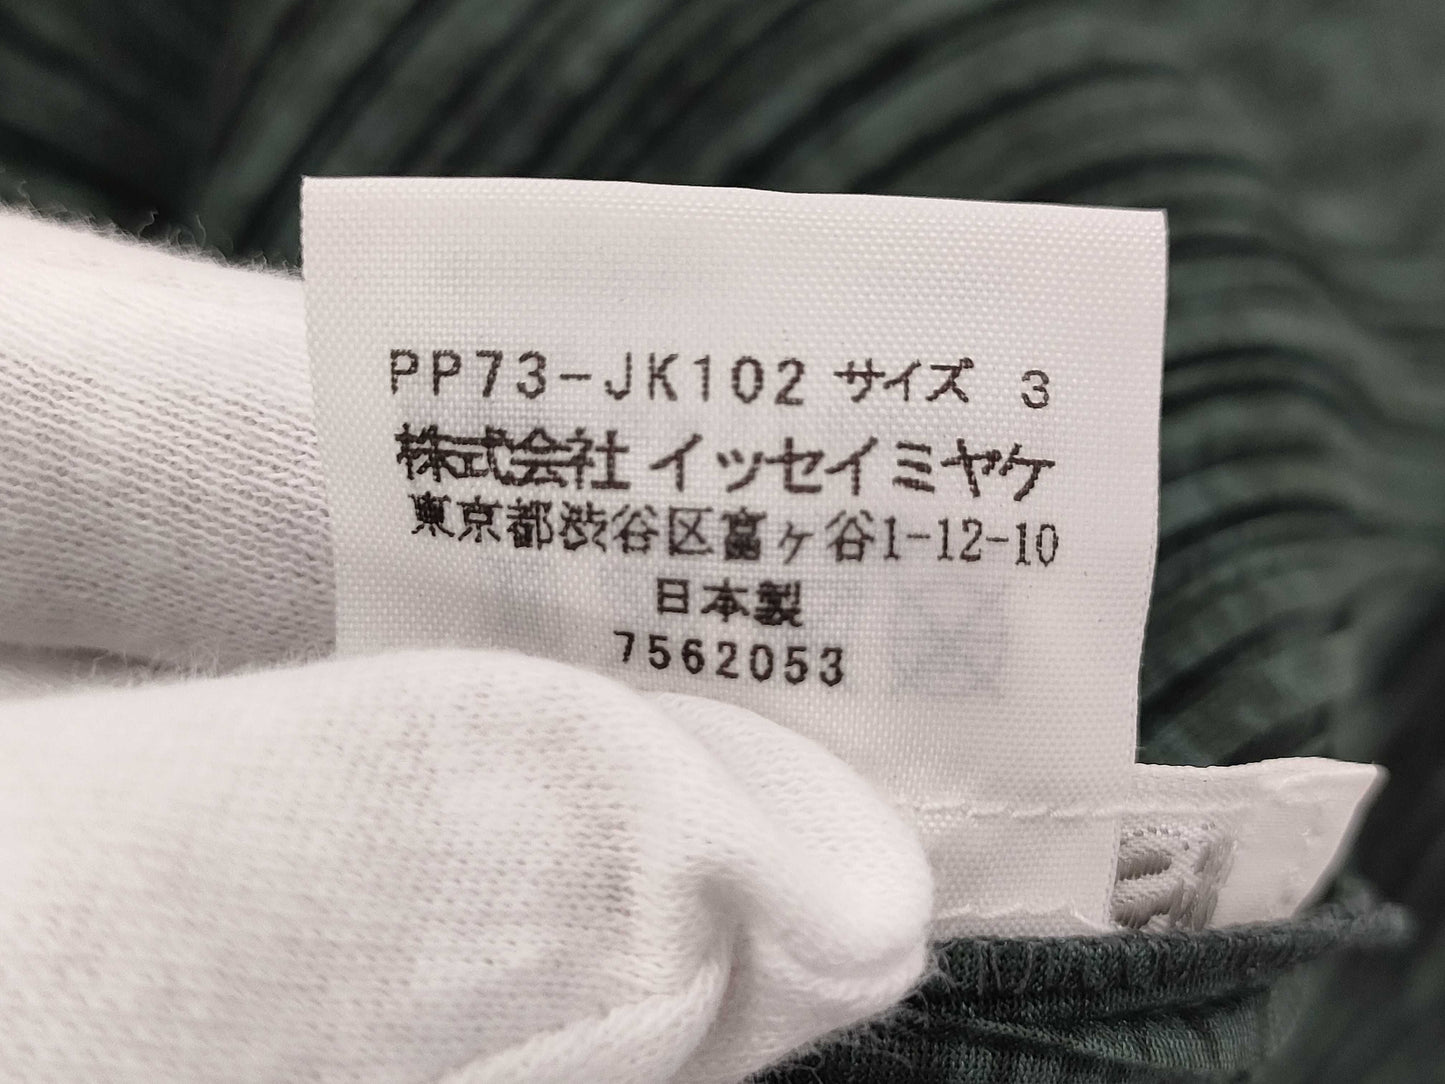 PP73-JK102 サイズ 3
株式会社 イッセイミヤケ
東京都渋谷区富ヶ谷1-12-10
日本製
7562053